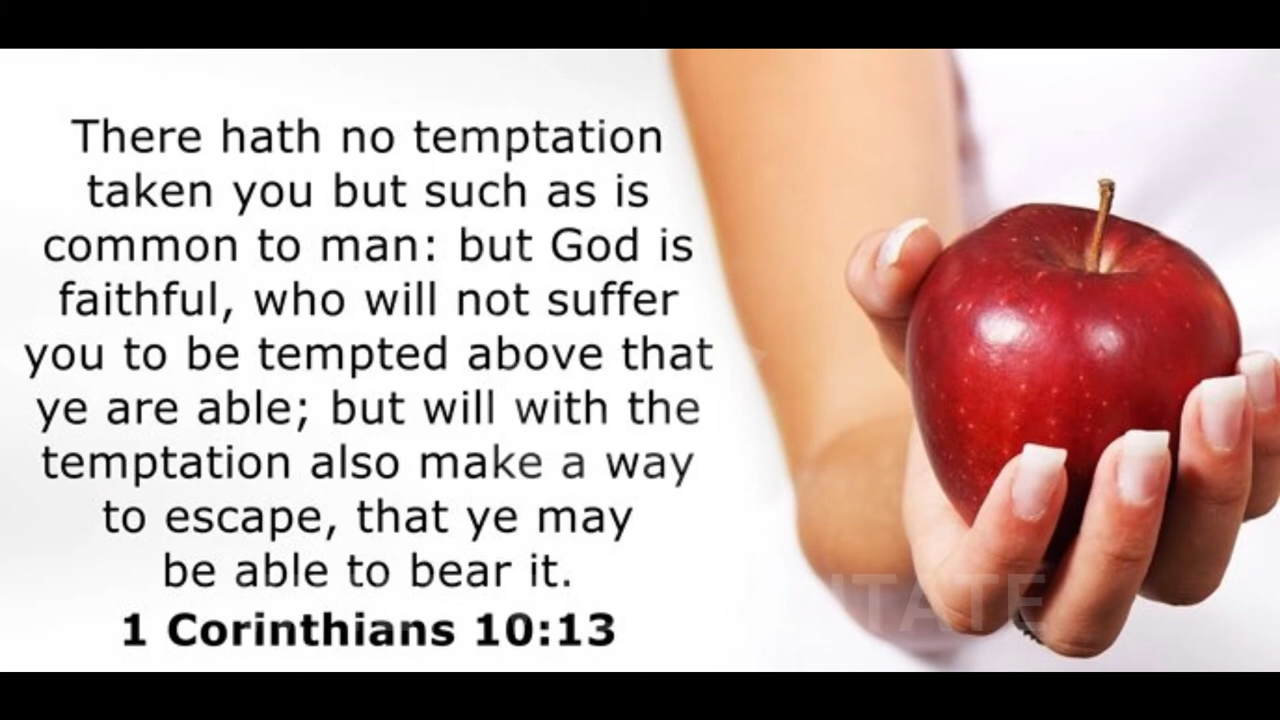 There hath no temptation
taken you but such as is
common to man: but God is
faithful, who will not suffer
you to be tempted above that
ye are able; but will with the
temptation also make a way
to escape, that ye may
be able to bear it.
1 Corinthians 10:13